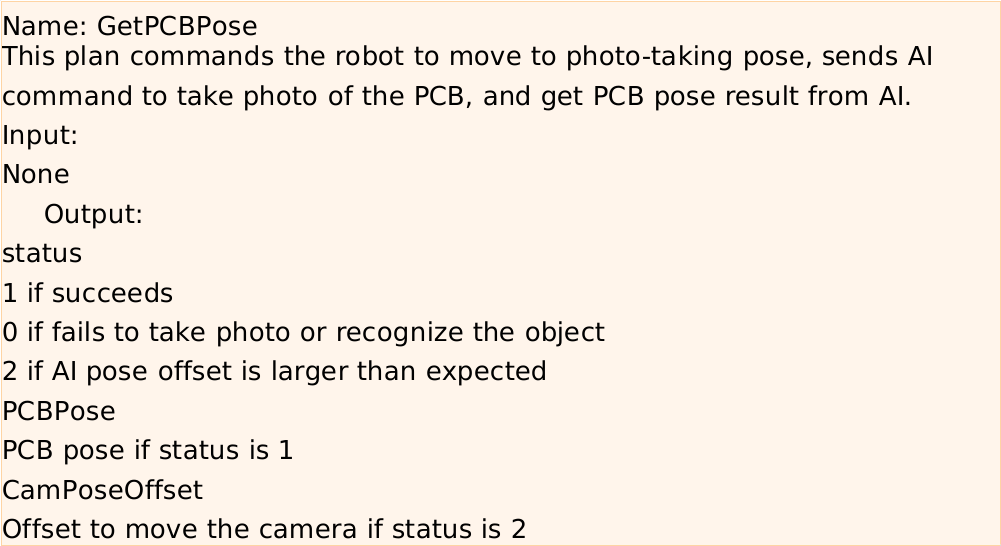 Name: GetPCBPose
This plan commands the robot to move to photo-taking pose, sends AI
command to take photo of the PCB, and get PCB pose result from AI.
Input:
None
Output:
status
1 if succeeds
0 if fails to take photo or recognize the object
2 if AI pose offset is larger than expected
PCBPose
PCB pose if status is 1
CamPoseOffset
Offset to move the camera if status is 2